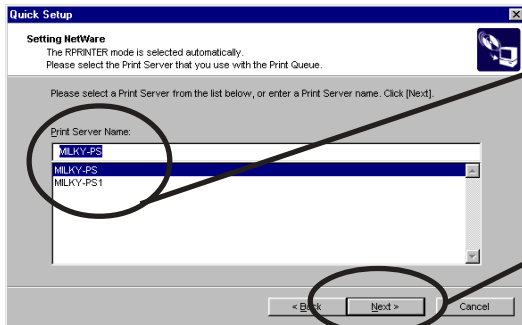 Quick Setup
Setting NetWare
The RPRINTER mode is selected automatically.
Please select the Print Server that you use with the Print Queue.
Please select a Print Server from the list below, or enter a Print Server name. Click [Next].
Print Server Name:
MILKY-PS
MILKY-PS
MILKY-PS1
< Back Next > Cancel